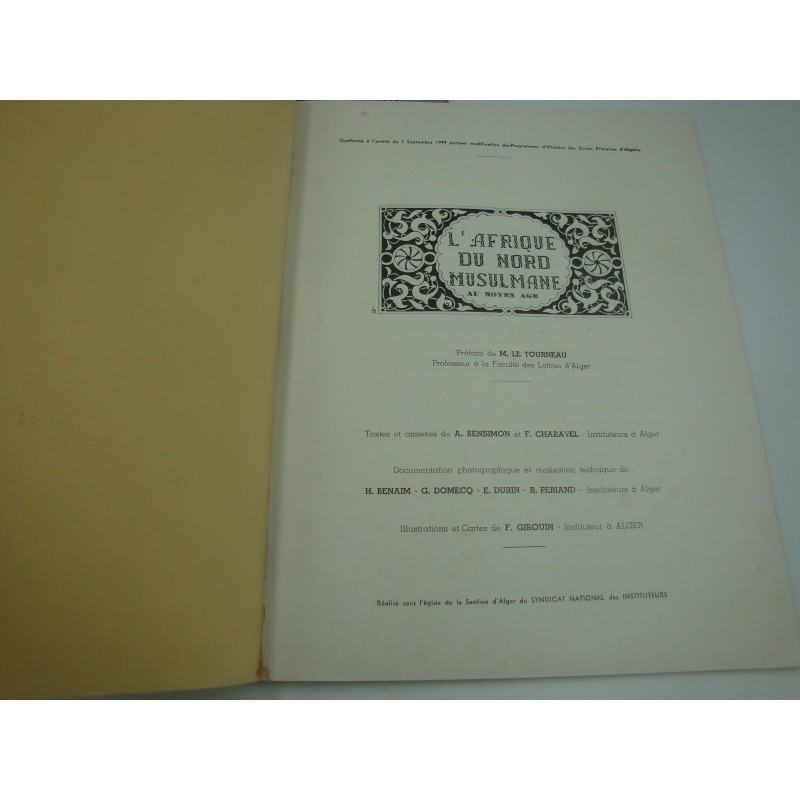 Conforme à l'arrêté du 7 Septembre 1949 portant modification des Programmes d'Histoire des Ecoles Primaires d'Algérie
L'AFRIQUE
DU NORD
MUSULMANE
AU MOYEN AGE
Préface de M. LE TOURNEAU
Professeur à la Faculté des Lettres d'Alger
Textes et annexes de A. BENSIMON et F. CHARAVEL - Instituteurs à Alger
Documentation photographique et réalisation technique de :
H. BENAIM - G. DOMECQ - E. DURIN - R. PERIAND - Instituteurs à Alger
Illustrations et Cartes de F. GIROUIN - Instituteur à ALGER
Réalisé sous l'égide de la Section d'Alger du SYNDICAT NATIONAL des INSTITUTEURS